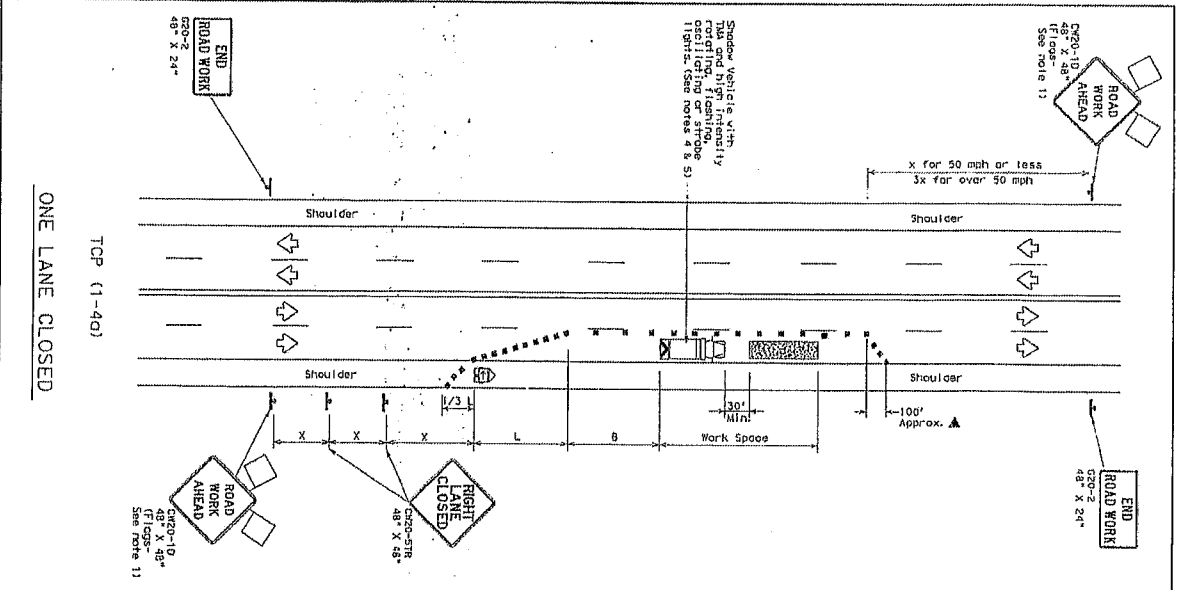 CW20-1D
48" X 48"
(Flags-
See note 1)
ROAD
WORK
AHEAD
x for 50 mph or less
3x for over 50 mph
Shadow Vehicle with
TMA and high intensity
rotating, flashing,
oscillating or strobe
lights. (See notes 4 & 5)
END
ROAD WORK
G20-2
48" X 24"
Shoulder
Shoulder
Shoulder
Shoulder
1/3 L
30'
Min.
100'
Approx.
X
X
X
L
B
Work Space
RIGHT
LANE
CLOSED
CW20-5TR
48" X 48"
ROAD
WORK
AHEAD
CW20-1D
48" X 48"
(Flags-
See note 1)
END
ROAD WORK
G20-2
48" X 24"
TCP (1-4a)
ONE LANE CLOSED